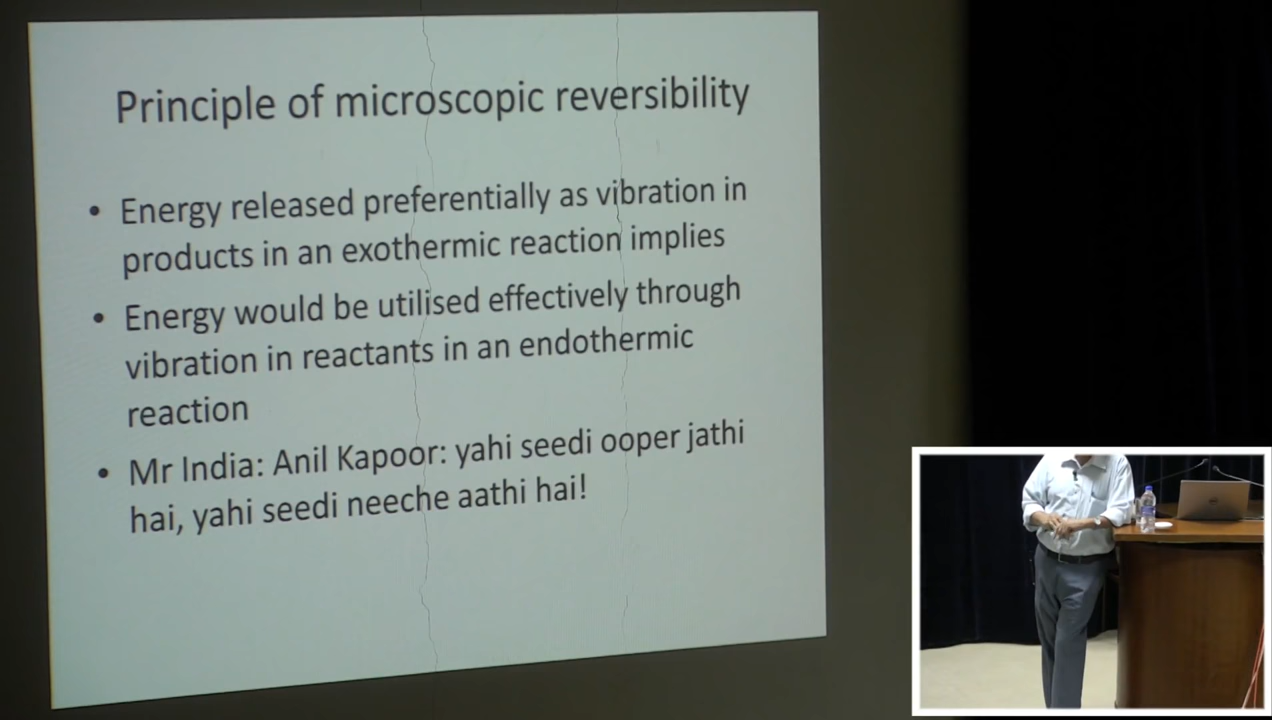 Principle of microscopic reversibility
• Energy released preferentially as vibration in
products in an exothermic reaction implies
• Energy would be utilised effectively through
vibration in reactants in an endothermic
reaction
• Mr India: Anil Kapoor: yahi seedi ooper jathi
hai, yahi seedi neeche aathi hai!